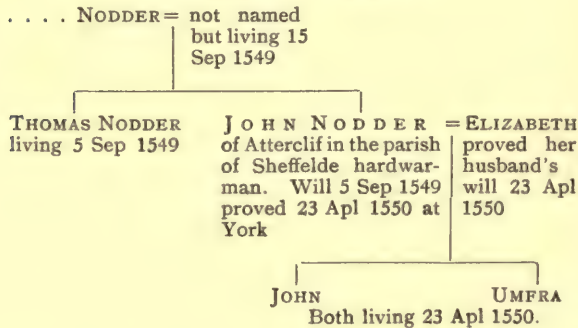 . . . . NODDER = not named
but living 15
Sep 1549
THOMAS NODDER
living 5 Sep 1549
JOHN NODDER = ELIZABETH
of Atterclif in the parish
of Sheffelde hardwar-
man. Will 5 Sep 1549
proved 23 Apl 1550 at
York
proved her
husband's
will 23 Apl
1550
JOHN
UMFRA
Both living 23 Apl 1550.